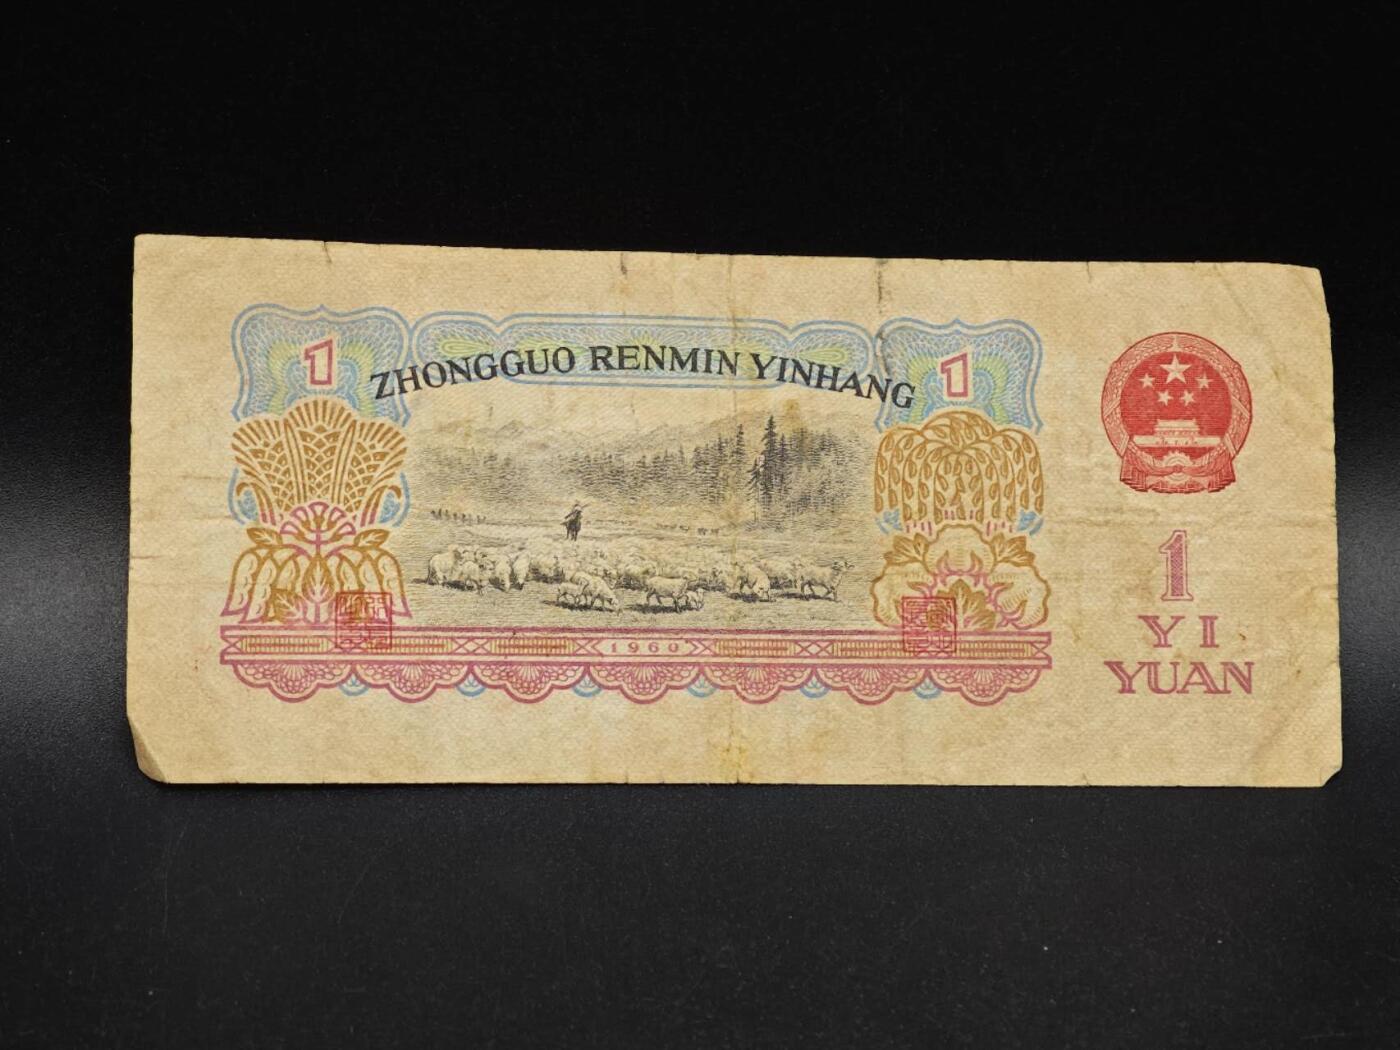 1
ZHONGGUO RENMIN YINHANG
1
1960
1
YI
YUAN